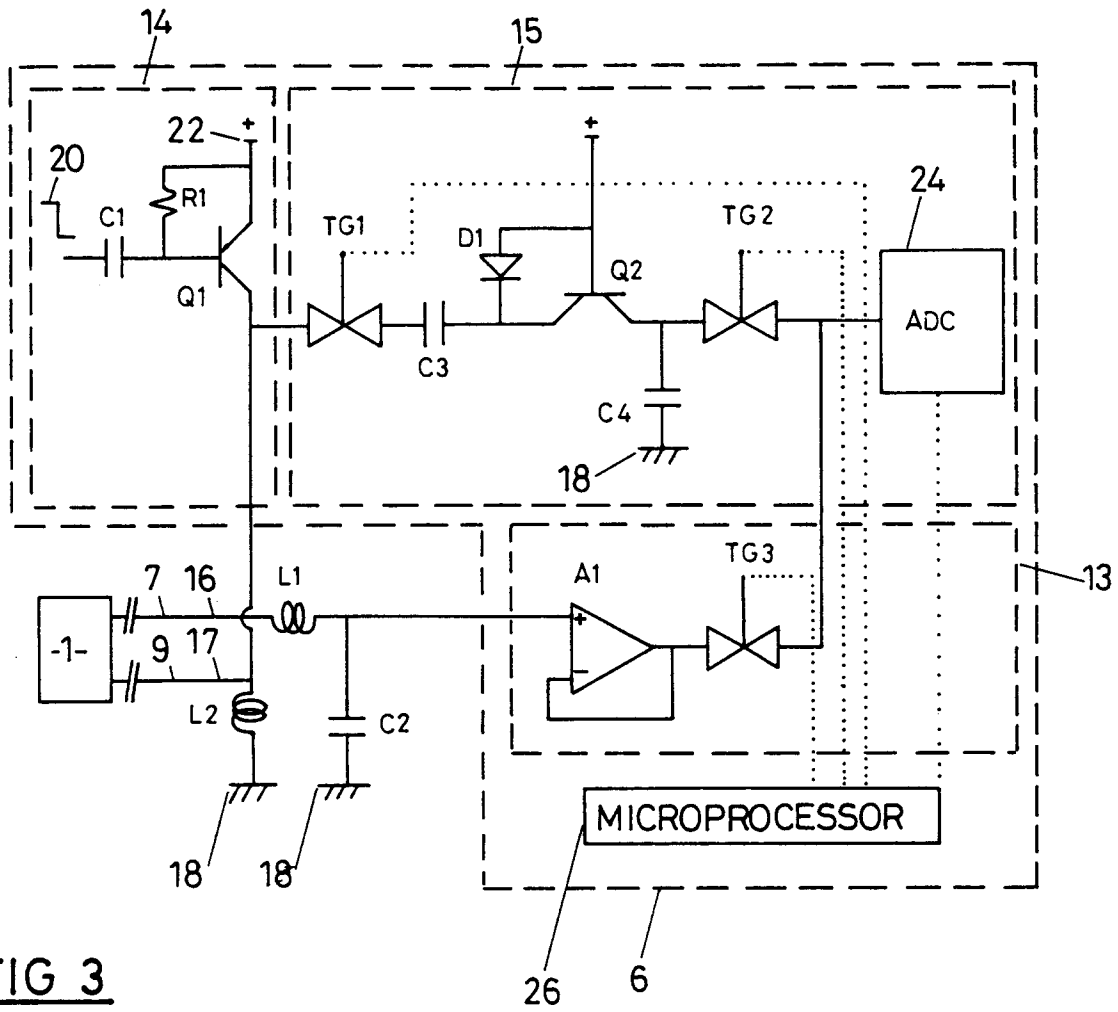 14
15
22
+
+
20
R1
C1
TG1
D1
TG2
24
Q2
Q1
ADC
C3
C4
18
TG3
7
16
L1
A1
13
+
-1-
9
17
−
L2
C2
MICROPROCESSOR
18
18
26
6
FIG 3